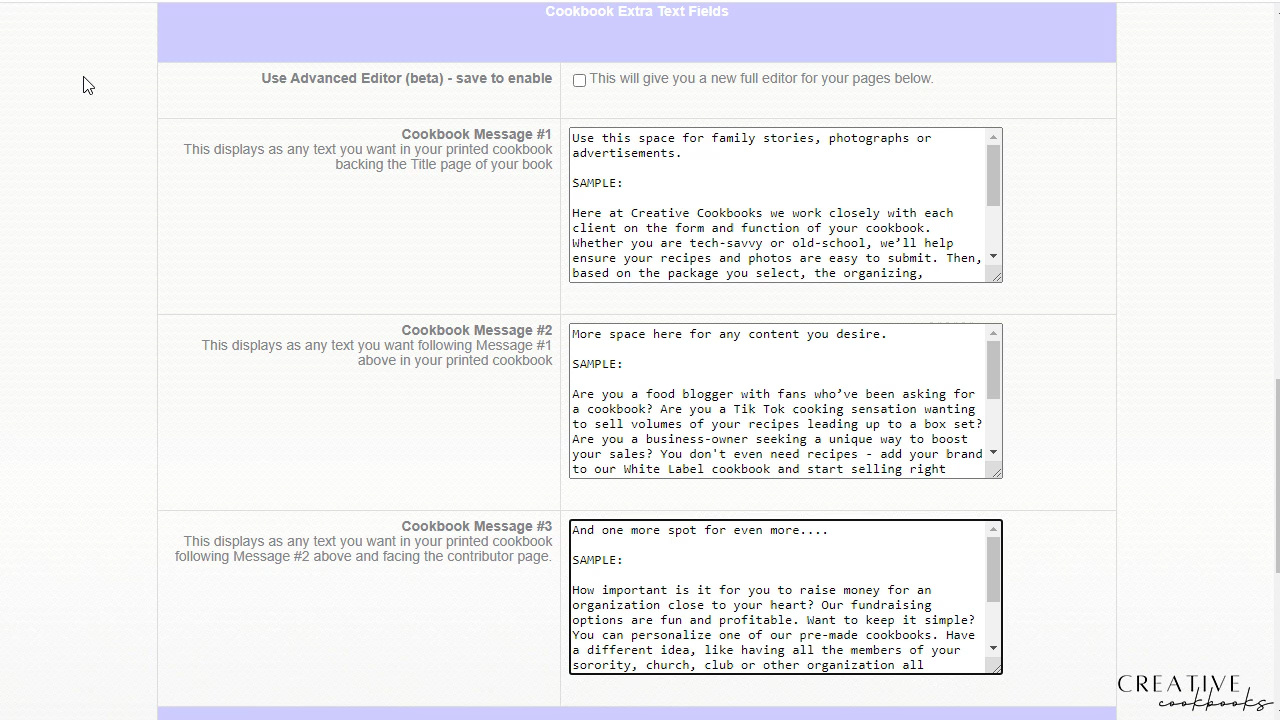 Cookbook Extra Text Fields
Use Advanced Editor (beta) - save to enable
This will give you a new full editor for your pages below.
Cookbook Message #1
This displays as any text you want in your printed cookbook
backing the Title page of your book
Use this space for family stories, photographs or
advertisements.
SAMPLE:
Here at Creative Cookbooks we work closely with each
client on the form and function of your cookbook.
Whether you are tech-savvy or old-school, we’ll help
ensure your recipes and photos are easy to submit. Then,
based on the package you select, the organizing,
Cookbook Message #2
This displays as any text you want following Message #1
above in your printed cookbook
More space here for any content you desire.
SAMPLE:
Are you a food blogger with fans who’ve been asking for
a cookbook? Are you a Tik Tok cooking sensation wanting
to sell volumes of your recipes leading up to a box set?
Are you a business-owner seeking a unique way to boost
your sales? You don't even need recipes - add your brand
to our White Label cookbook and start selling right
Cookbook Message #3
This displays as any text you want in your printed cookbook
following Message #2 above and facing the contributor page.
And one more spot for even more....
SAMPLE:
How important is it for you to raise money for an
organization close to your heart? Our fundraising
options are fun and profitable. Want to keep it simple?
You can personalize one of our pre-made cookbooks. Have
a different idea, like having all the members of your
sorority, church, club or other organization all
CREATIVE
cookbooks